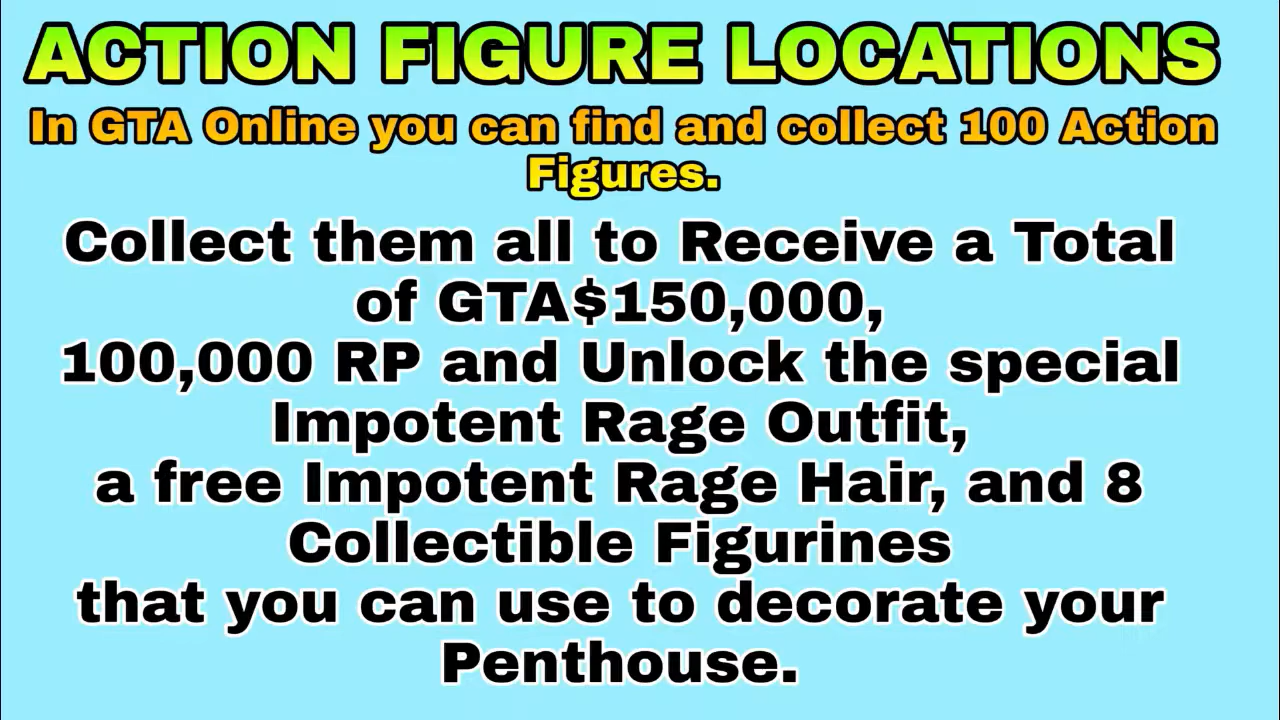 ACTION FIGURE LOCATIONS
In GTA Online you can find and collect 100 Action
Figures.
Collect them all to Receive a Total
of GTA$150,000,
100,000 RP and Unlock the special
Impotent Rage Outfit,
a free Impotent Rage Hair, and 8
Collectible Figurines
that you can use to decorate your
Penthouse.